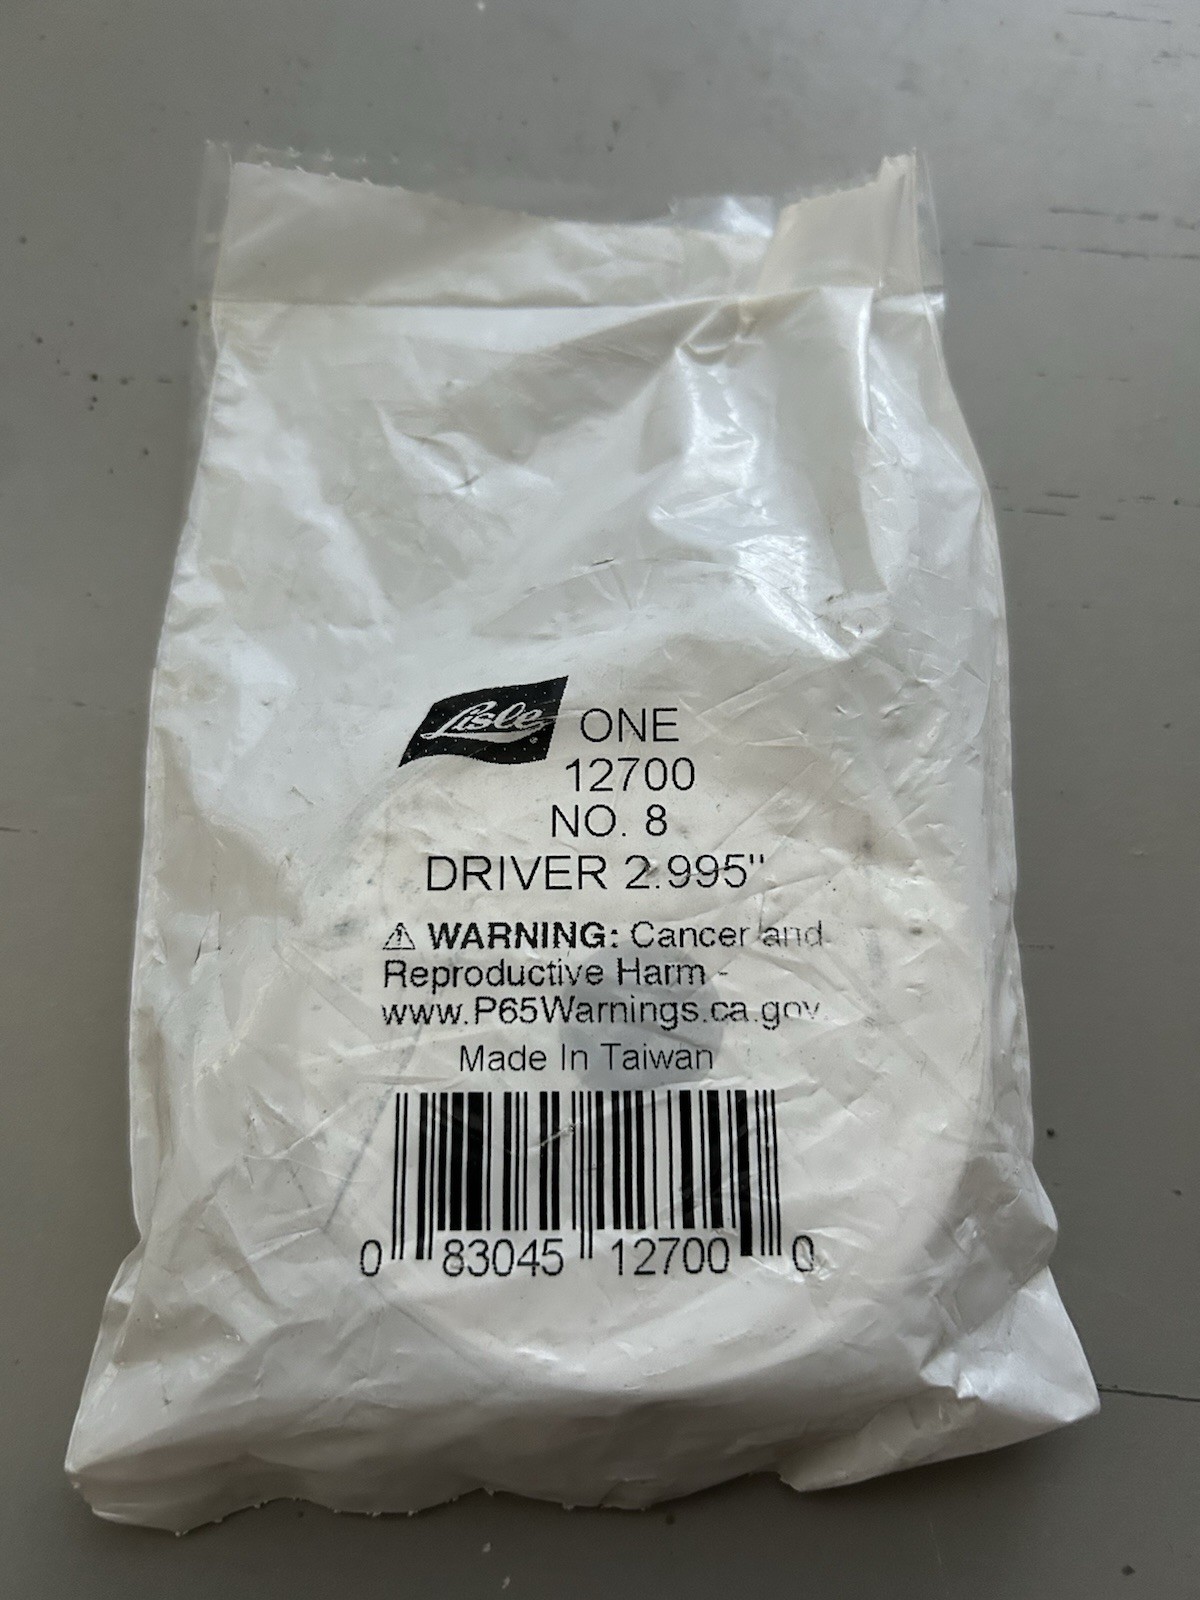 Lisle ONE
12700
NO. 8
DRIVER 2.995"
⚠ WARNING: Cancer and
Reproductive Harm -
www.P65Warnings.ca.gov.
Made In Taiwan
0 83045 12700 0